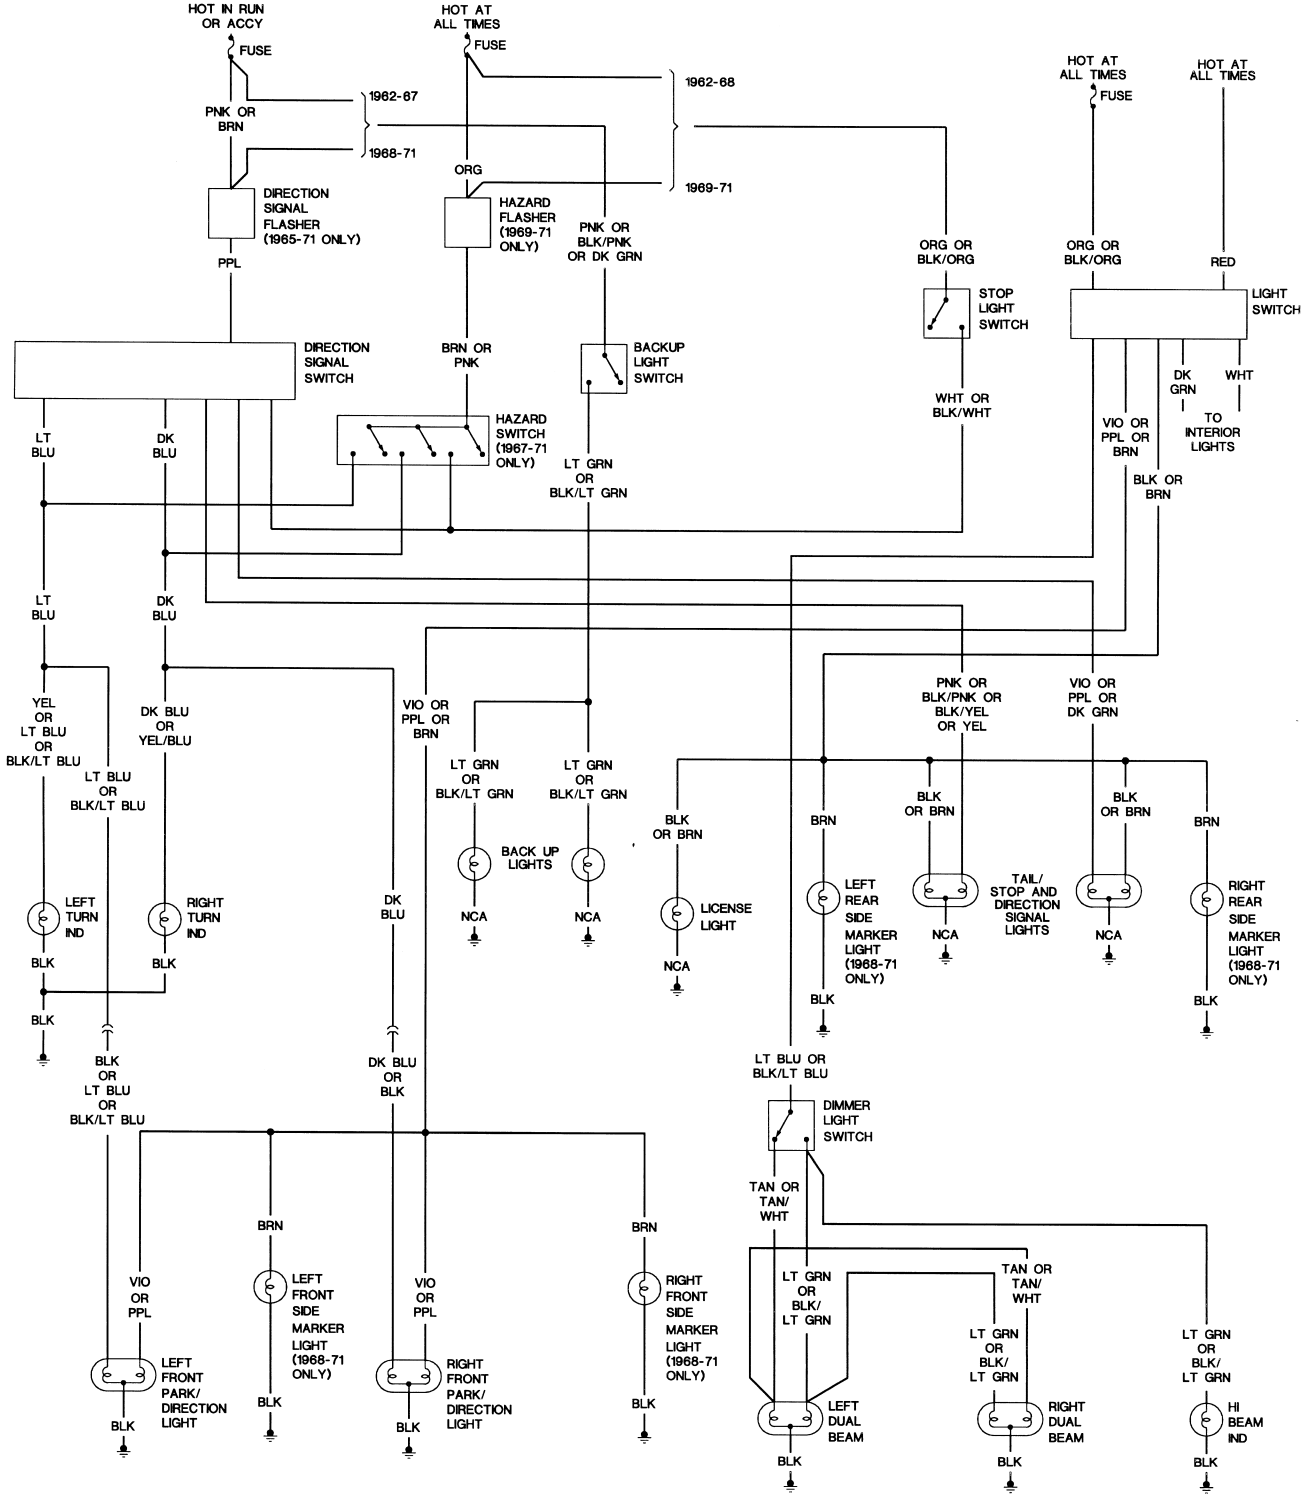 HOT IN RUN
OR ACCY
FUSE
HOT AT
ALL TIMES
FUSE
HOT AT
ALL TIMES
FUSE
HOT AT
ALL TIMES
1962-67
1968-71
1962-68
1969-71
PNK OR
BRN
ORG
DIRECTION
SIGNAL
FLASHER
(1965-71 ONLY)
HAZARD
FLASHER
(1969-71
ONLY)
PNK OR
BLK/PNK
OR DK GRN
ORG OR
BLK/ORG
ORG OR
BLK/ORG
RED
PPL
STOP
LIGHT
SWITCH
LIGHT
SWITCH
DIRECTION
SIGNAL
SWITCH
BRN OR
PNK
BACKUP
LIGHT
SWITCH
DK
GRN
WHT
TO
INTERIOR
LIGHTS
WHT OR
BLK/WHT
VIO OR
PPL OR
BRN
BLK OR
BRN
LT
BLU
DK
BLU
HAZARD
SWITCH
(1967-71
ONLY)
LT GRN
OR
BLK/LT GRN
LT
BLU
DK
BLU
YEL
OR
LT BLU
OR
BLK/LT BLU
DK BLU
OR
YEL/BLU
VIO OR
PPL OR
BRN
PNK OR
BLK/PNK OR
BLK/YEL
OR YEL
VIO OR
PPL OR
DK GRN
LT BLU
OR
BLK/LT BLU
LT GRN
OR
BLK/LT GRN
LT GRN
OR
BLK/LT GRN
BLK
OR BRN
BRN
BLK
OR BRN
BLK
OR BRN
BRN
BACK UP
LIGHTS
LEFT
TURN
IND
RIGHT
TURN
IND
DK
BLU
NCA
NCA
LICENSE
LIGHT
LEFT
REAR
SIDE
MARKER
LIGHT
(1968-71
ONLY)
TAIL/
STOP AND
DIRECTION
SIGNAL
LIGHTS
RIGHT
REAR
SIDE
MARKER
LIGHT
(1968-71
ONLY)
NCA
NCA
NCA
BLK
BLK
BLK
BLK
BLK
BLK
OR
LT BLU
OR
BLK/LT BLU
DK BLU
OR
BLK
LT BLU OR
BLK/LT BLU
DIMMER
LIGHT
SWITCH
TAN OR
TAN/
WHT
BRN
BRN
VIO
OR
PPL
LEFT
FRONT
SIDE
MARKER
LIGHT
(1968-71
ONLY)
VIO
OR
PPL
RIGHT
FRONT
SIDE
MARKER
LIGHT
(1968-71
ONLY)
LT GRN
OR
BLK/
LT GRN
TAN OR
TAN/
WHT
LT GRN
OR
BLK/
LT GRN
LT GRN
OR
BLK/
LT GRN
LEFT
FRONT
PARK/
DIRECTION
LIGHT
RIGHT
FRONT
PARK/
DIRECTION
LIGHT
BLK
BLK
BLK
BLK
LEFT
DUAL
BEAM
RIGHT
DUAL
BEAM
HI
BEAM
IND
BLK
BLK
BLK